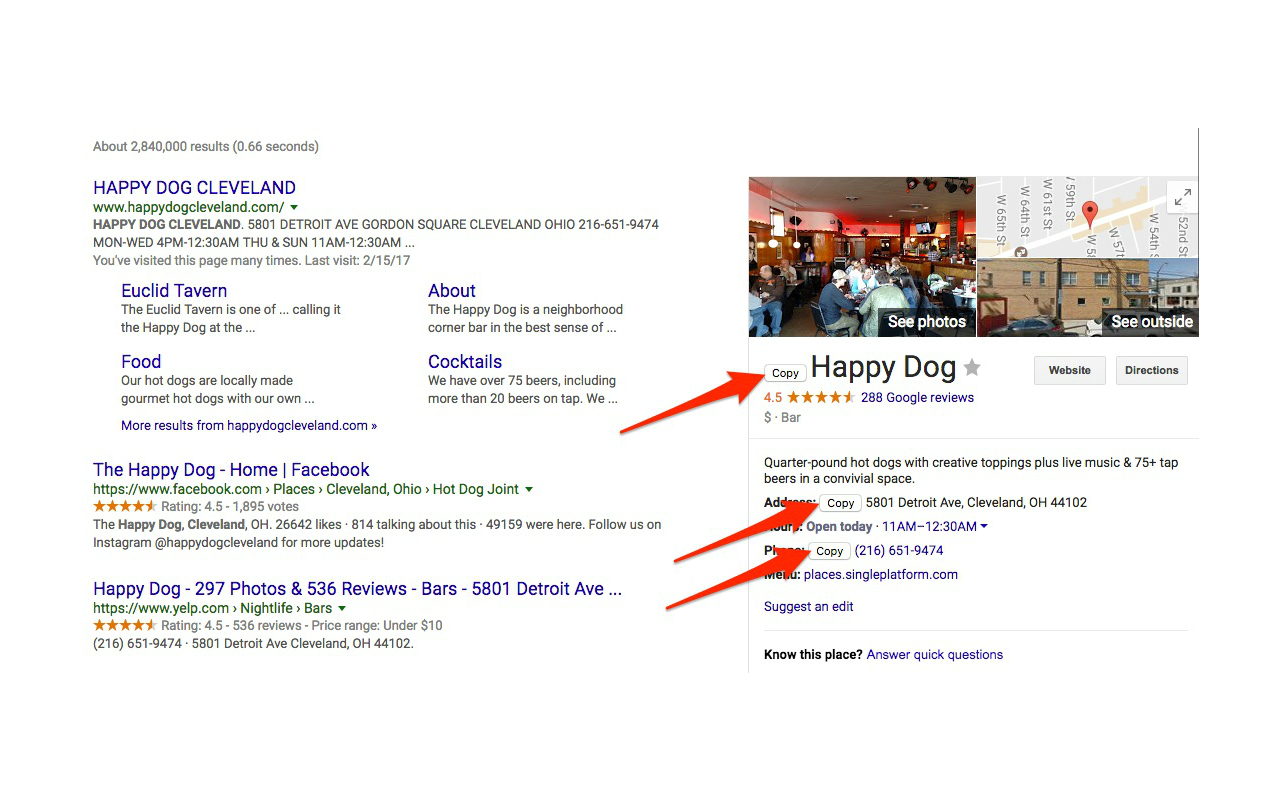 About 2,840,000 results (0.66 seconds)
HAPPY DOG CLEVELAND
www.happydogcleveland.com/
HAPPY DOG CLEVELAND. 5801 DETROIT AVE GORDON SQUARE CLEVELAND OHIO 216-651-9474
MON-WED 4PM-12:30AM THU & SUN 11AM-12:30AM ...
You've visited this page many times. Last visit: 2/15/17
Euclid Tavern
The Euclid Tavern is one of ... calling it
the Happy Dog at the ...
About
The Happy Dog is a neighborhood
corner bar in the best sense of ...
Food
Our hot dogs are locally made
gourmet hot dogs with our own ...
Cocktails
We have over 75 beers, including
more than 20 beers on tap. We ...
More results from happydogcleveland.com »
The Happy Dog - Home | Facebook
https://www.facebook.com › Places › Cleveland, Ohio › Hot Dog Joint
Rating: 4.5 - 1,895 votes
The Happy Dog, Cleveland, OH. 26642 likes · 814 talking about this · 49159 were here. Follow us on
Instagram @happydogcleveland for more updates!
Happy Dog - 297 Photos & 536 Reviews - Bars - 5801 Detroit Ave ...
https://www.yelp.com › Nightlife › Bars
Rating: 4.5 - 536 reviews - Price range: Under $10
(216) 651-9474 · 5801 Detroit Ave Cleveland, OH 44102.
See photos
W 65th St
W 64th St
W 61st St
W 59th St
W 58
W 57th
W 54th S
52nd St
See outside
Copy Happy Dog
Website
Directions
4.5 288 Google reviews
$ · Bar
Quarter-pound hot dogs with creative toppings plus live music & 75+ tap
beers in a convivial space.
Address: Copy 5801 Detroit Ave, Cleveland, OH 44102
Hours: Open today · 11AM–12:30AM
Phone: Copy (216) 651-9474
Menu: places.singleplatform.com
Suggest an edit
Know this place? Answer quick questions